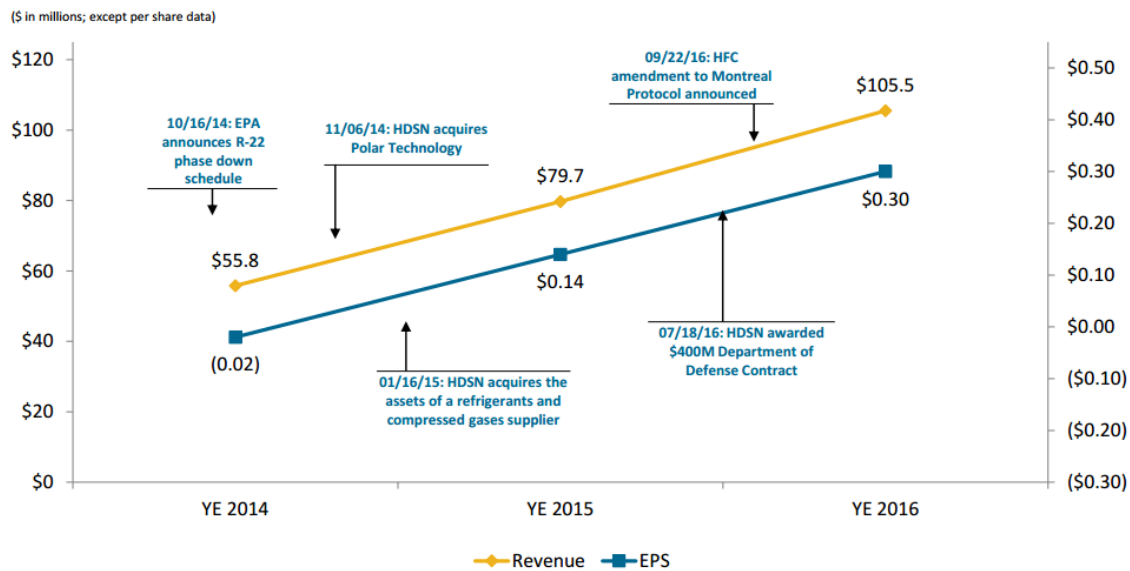 ($ in millions; except per share data)
$120
$100
$80
$60
$40
$20
$0
10/16/14: EPA
announces R-22
phase down
schedule
11/06/14: HDSN acquires
Polar Technology
09/22/16: HFC
amendment to Montreal
Protocol announced
$55.8
$79.7
$105.5
(0.02)
$0.14
$0.30
01/16/15: HDSN acquires the
assets of a refrigerants and
compressed gases supplier
07/18/16: HDSN awarded
$400M Department of
Defense Contract
$0.50
$0.40
$0.30
$0.20
$0.10
$0.00
($0.10)
($0.20)
($0.30)
YE 2014
YE 2015
YE 2016
Revenue
EPS